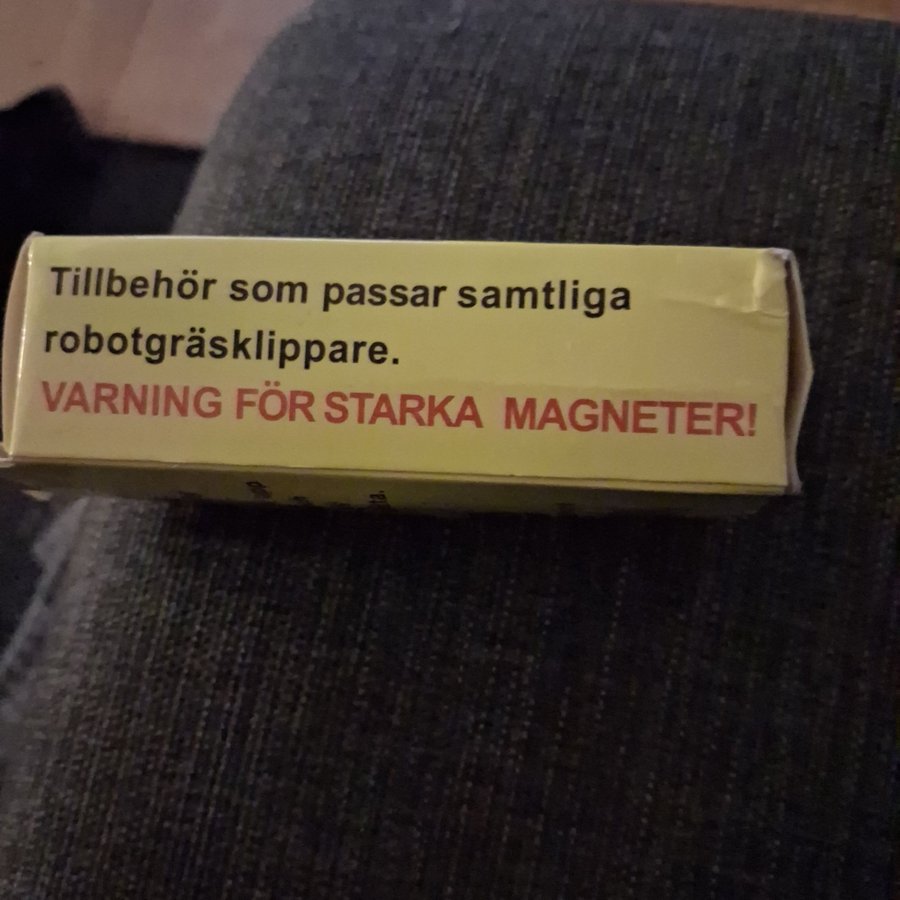 Tillbehör som passar samtliga
robotgräsklippare.
VARNING FÖR STARKA MAGNETER!